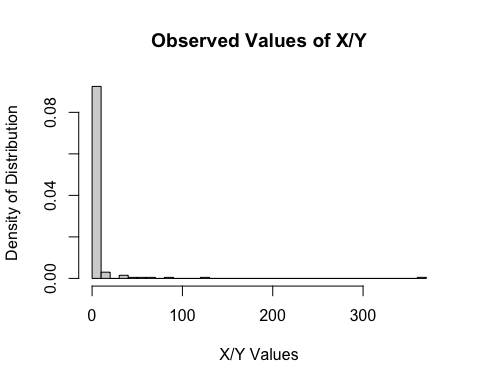 Observed Values of X/Y
Density of Distribution
0.08
0.04
0.00
0 100 200 300
X/Y Values